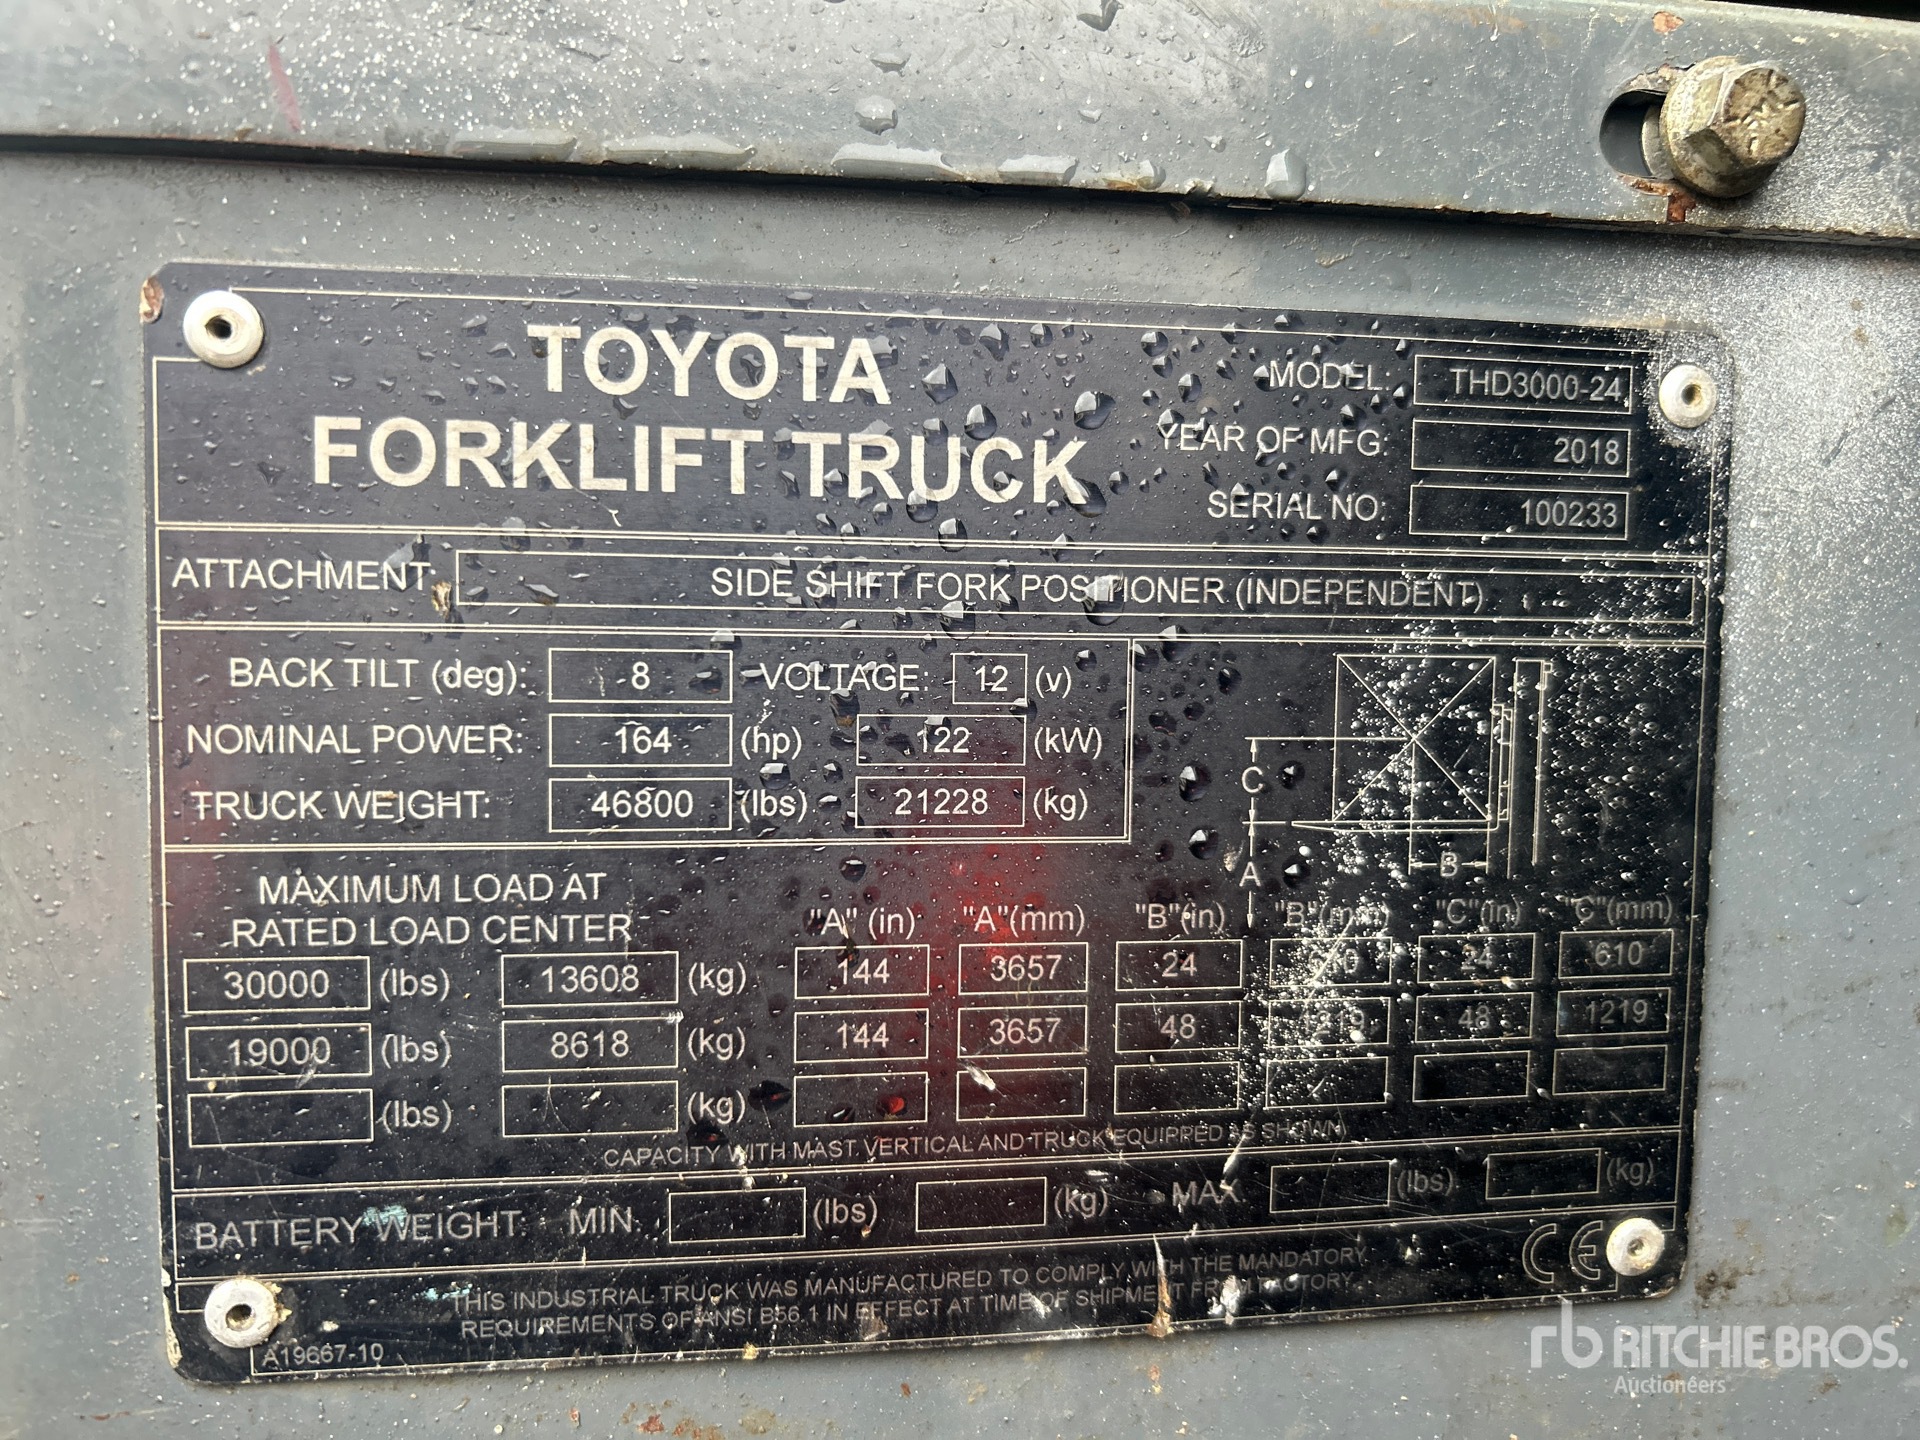 TOYOTA
FORKLIFT TRUCK
MODEL: THD3000-24
YEAR OF MFG: 2018
SERIAL NO: 100233
ATTACHMENT: SIDE SHIFT FORK POSITIONER (INDEPENDENT)
BACK TILT (deg): 8 VOLTAGE: 12 (v)
NOMINAL POWER: 164 (hp) 122 (kW)
TRUCK WEIGHT: 46800 (lbs) 21228 (kg)
C
A
B
MAXIMUM LOAD AT
RATED LOAD CENTER "A" (in) "A"(mm) "B"(in) "B"(mm) "C"(in) "C"(mm)
30000 (lbs) 13608 (kg) 144 3657 24 610 24 610
19000 (lbs) 8618 (kg) 144 3657 48 1219 48 1219
(lbs) (kg)
CAPACITY WITH MAST VERTICAL AND TRUCK EQUIPPED AS SHOWN
BATTERY WEIGHT: MIN. (lbs) (kg) MAX. (lbs) (kg)
THIS INDUSTRIAL TRUCK WAS MANUFACTURED TO COMPLY WITH THE MANDATORY
REQUIREMENTS OF ANSI B56.1 IN EFFECT AT TIME OF SHIPMENT FROM FACTORY.
CE
A19667-10
rb RITCHIE BROS.
Auctioneers